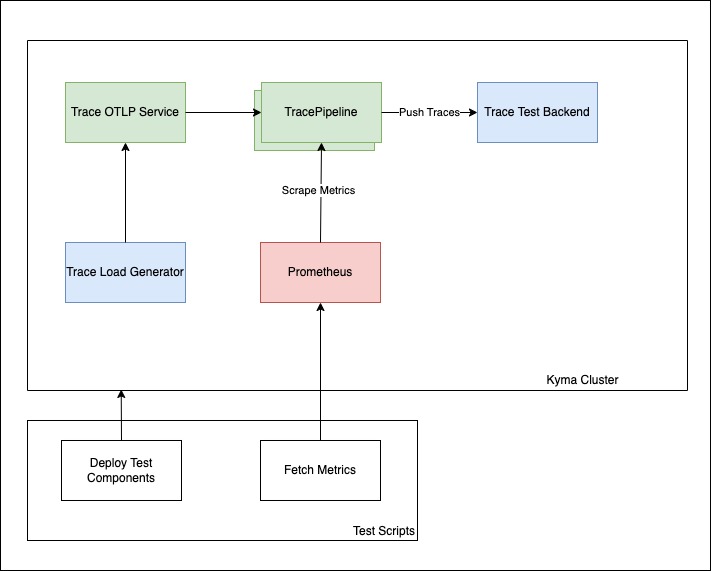 Trace OTLP Service
TracePipeline
Push Traces
Trace Test Backend
Scrape Metrics
Trace Load Generator
Prometheus
Kyma Cluster
Deploy Test
Components
Fetch Metrics
Test Scripts